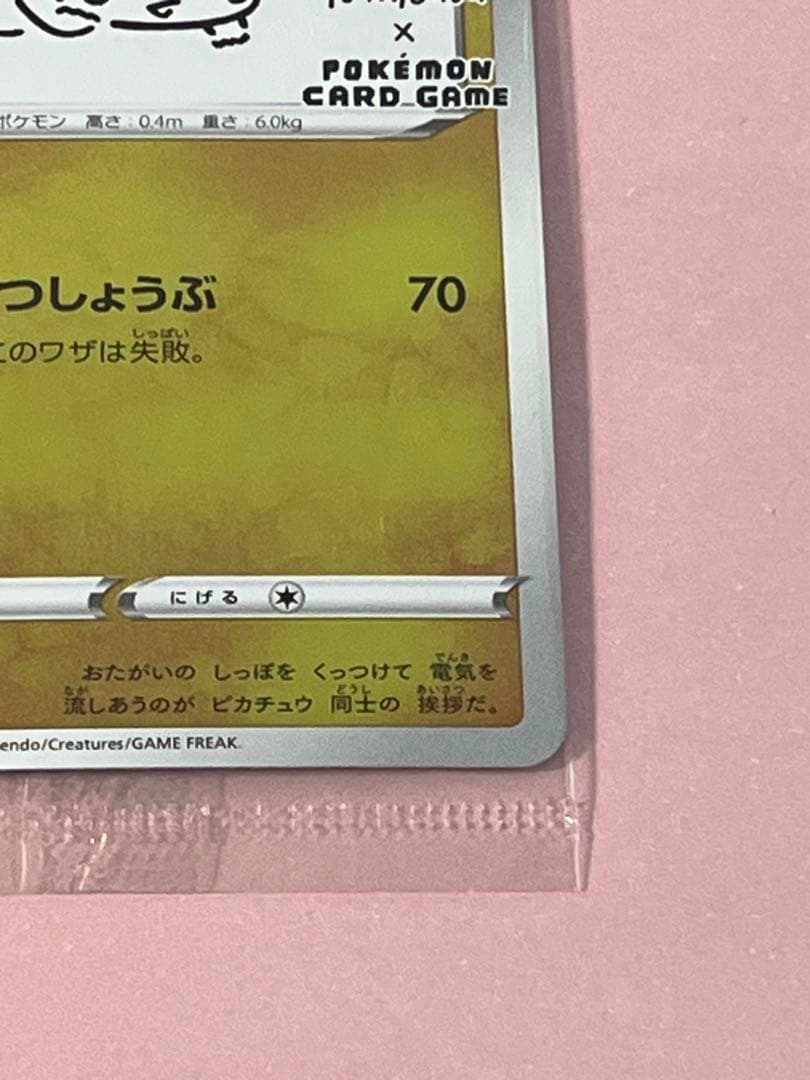 ×
POKÉMON
CARD GAME
ポケモン 高さ:0.4m 重さ:6.0kg
つしょうぶ 70
このワザは失敗。
にげる
おたがいの しっぽを くっつけて 電気を
流しあうのが ピカチュウ 同士の 挨拶だ。
endo/Creatures/GAME FREAK.